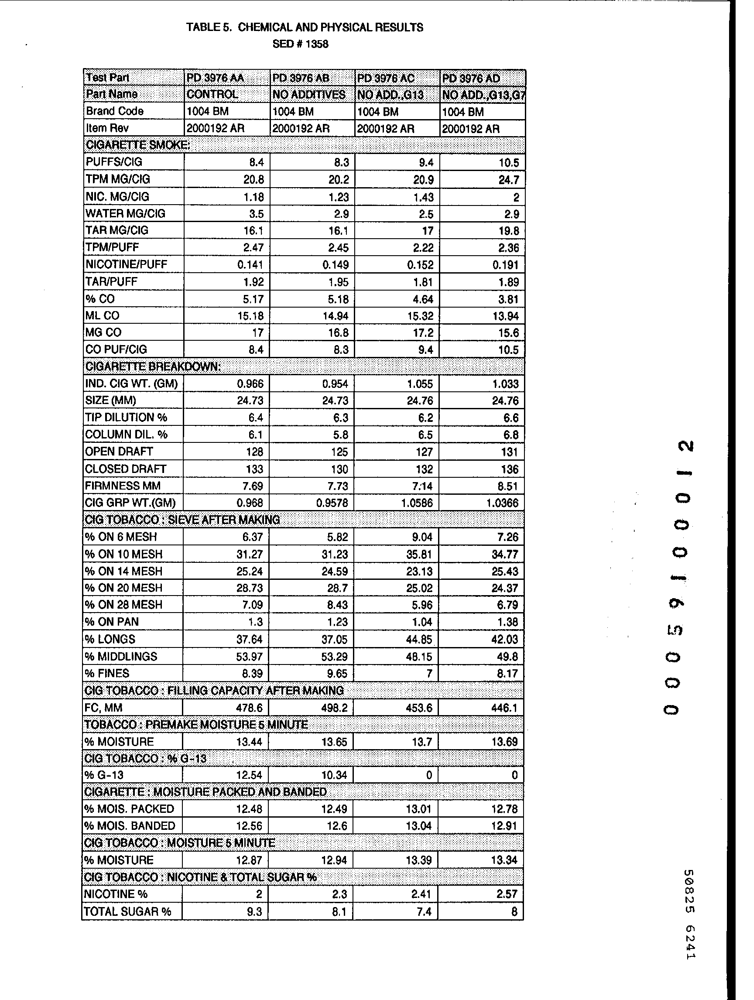 TABLE 5. CHEMICAL AND PHYSICAL RESULTS
SED # 1358
Test Part PD 3976 AA PD 3976 AB PD 3976 AC PD 3976 AD
Part Name CONTROL NO ADDITIVES NO ADD.,G13 NO ADD.,G13,G7
Brand Code 1004 BM 1004 BM 1004 BM 1004 BM
Item Rev 2000192 AR 2000192 AR 2000192 AR 2000192 AR
CIGARETTE SMOKE:
PUFFS/CIG 8.4 8.3 9.4 10.5
TPM MG/CIG 20.8 20.2 20.9 24.7
NIC. MG/CIG 1.18 1.23 1.43 2
WATER MG/CIG 3.5 2.9 2.5 2.9
TAR MG/CIG 16.1 16.1 17 19.8
TPM/PUFF 2.47 2.45 2.22 2.36
NICOTINE/PUFF 0.141 0.149 0.152 0.191
TAR/PUFF 1.92 1.95 1.81 1.89
% CO 5.17 5.18 4.64 3.81
ML CO 15.18 14.94 15.32 13.94
MG CO 17 16.8 17.2 15.6
CO PUF/CIG 8.4 8.3 9.4 10.5
CIGARETTE BREAKDOWN:
IND. CIG WT. (GM) 0.966 0.954 1.055 1.033
SIZE (MM) 24.73 24.73 24.76 24.76
TIP DILUTION % 6.4 6.3 6.2 6.6
COLUMN DIL. % 6.1 5.8 6.5 6.8
OPEN DRAFT 128 125 127 131
CLOSED DRAFT 133 130 132 136
FIRMNESS MM 7.69 7.73 7.14 8.51
CIG GRP WT.(GM) 0.968 0.9578 1.0586 1.0366
CIG TOBACCO : SIEVE AFTER MAKING
% ON 6 MESH 6.37 5.82 9.04 7.26
% ON 10 MESH 31.27 31.23 35.81 34.77
% ON 14 MESH 25.24 24.59 23.13 25.43
% ON 20 MESH 28.73 28.7 25.02 24.37
% ON 28 MESH 7.09 8.43 5.96 6.79
% ON PAN 1.3 1.23 1.04 1.38
% LONGS 37.64 37.05 44.85 42.03
% MIDDLINGS 53.97 53.29 48.15 49.8
% FINES 8.39 9.65 7 8.17
CIG TOBACCO : FILLING CAPACITY AFTER MAKING
FC, MM 478.6 498.2 453.6 446.1
TOBACCO : PREMAKE MOISTURE 5 MINUTE
% MOISTURE 13.44 13.65 13.7 13.69
CIG TOBACCO : % G-13
% G-13 12.54 10.34 0 0
CIGARETTE : MOISTURE PACKED AND BANDED
% MOIS. PACKED 12.48 12.49 13.01 12.78
% MOIS. BANDED 12.56 12.6 13.04 12.91
CIG TOBACCO : MOISTURE 5 MINUTE
% MOISTURE 12.87 12.94 13.39 13.34
CIG TOBACCO : NICOTINE & TOTAL SUGAR %
NICOTINE % 2 2.3 2.41 2.57
TOTAL SUGAR % 9.3 8.1 7.4 8
00059100012
50825 6241